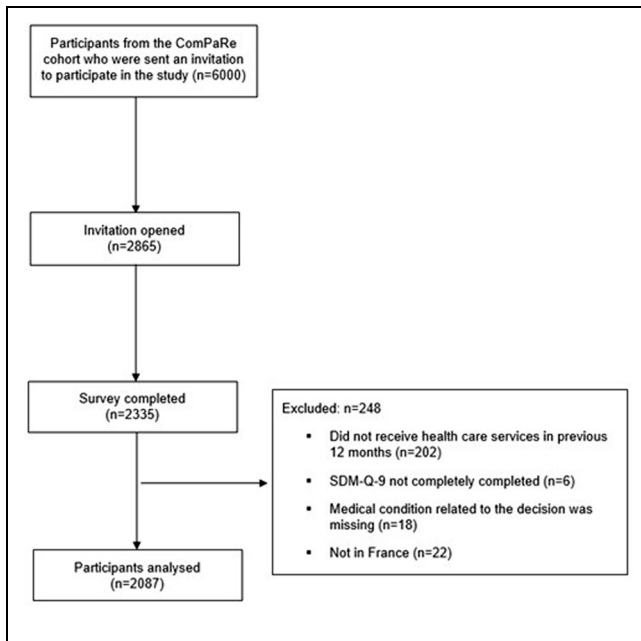 Participants from the ComPaRe
cohort who were sent an invitation
to participate in the study (n=6000)
Invitation opened
(n=2865)
Survey completed
(n=2335)
Excluded: n=248
▪ Did not receive health care services in previous
12 months (n=202)
▪ SDM-Q-9 not completely completed (n=6)
▪ Medical condition related to the decision was
missing (n=18)
▪ Not in France (n=22)
Participants analysed
(n=2087)